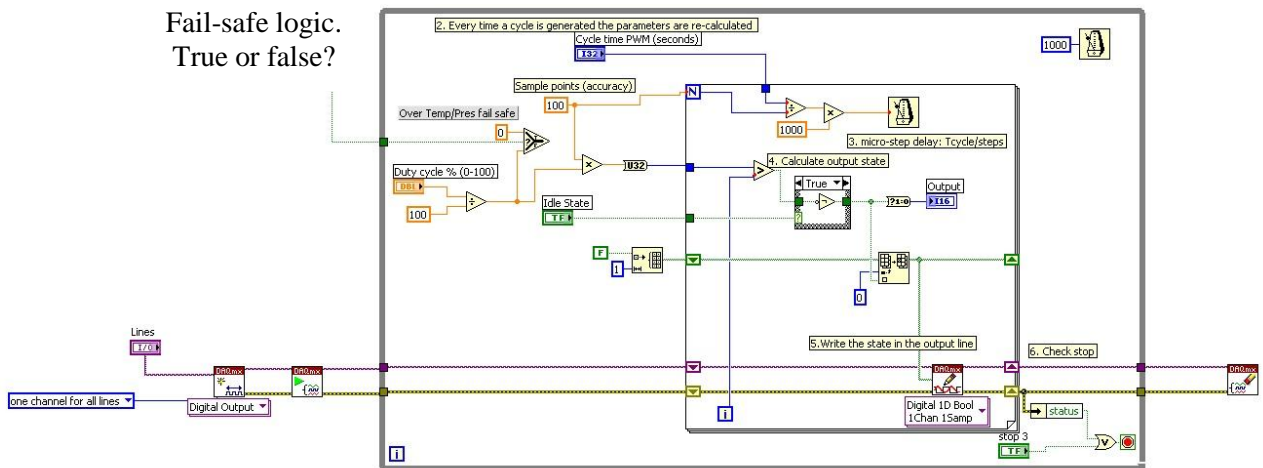 Fail-safe logic.
True or false?
2. Every time a cycle is generated the parameters are re-calculated
Cycle time PWM (seconds)
I32
1000
Sample points (accuracy)
100
N
Over Temp/Pres fail safe
0
?
÷
×
1000
3. micro-step delay: Tcycle/steps
Duty cycle % (0-100)
DBL
÷
100
×
U32
>
4. Calculate output state
True
Idle State
TF
?
?1:0
Output
I16
F
1
0
Lines
I/O
5.Write the state in the output line
6. Check stop
DAQmx
DAQmx
DAQmx
DAQmx
one channel for all lines
Digital Output
Digital 1D Bool
1Chan 1Samp
i
status
stop 3
TF
V
i